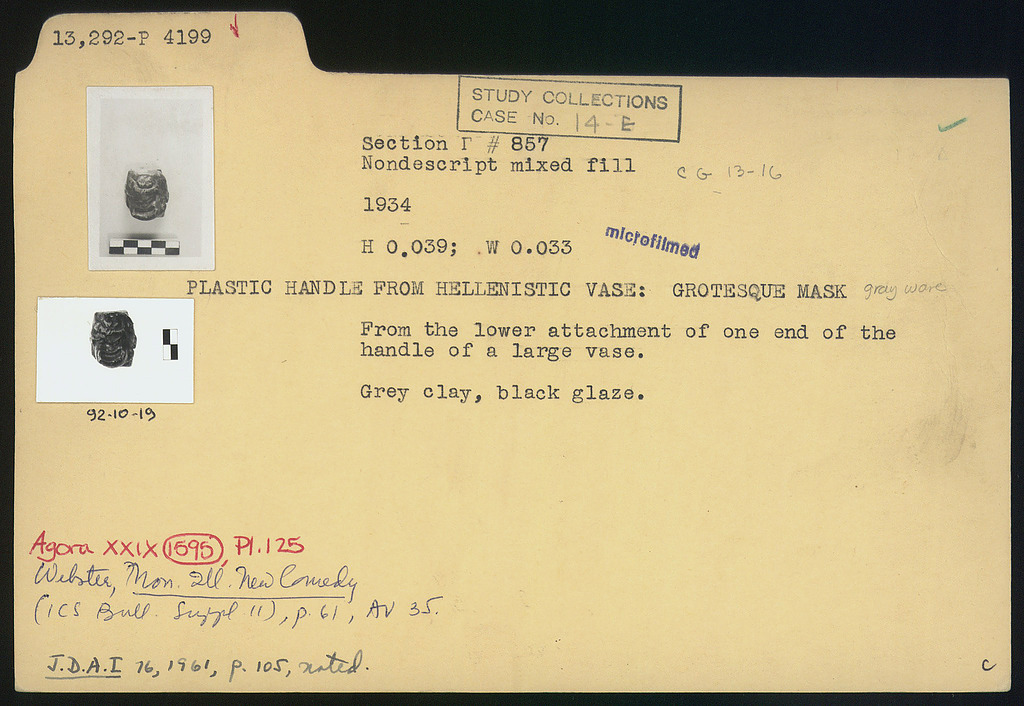 13,292-P 4199
STUDY COLLECTIONS
CASE No. 14-E
Section Γ # 857
Nondescript mixed fill
C G 13-16
1934
H 0.039; W 0.033
microfilmed
PLASTIC HANDLE FROM HELLENISTIC VASE: GROTESQUE MASK gray ware
From the lower attachment of one end of the
handle of a large vase.
Grey clay, black glaze.
92-10-19
Agora XXIX 1595, Pl.125
Webster, Mon. Ill. New Comedy
(ICS Bull. Suppl 11), p. 61, AV 35.
J.D.A.I 76, 1961, p. 105, noted.
C